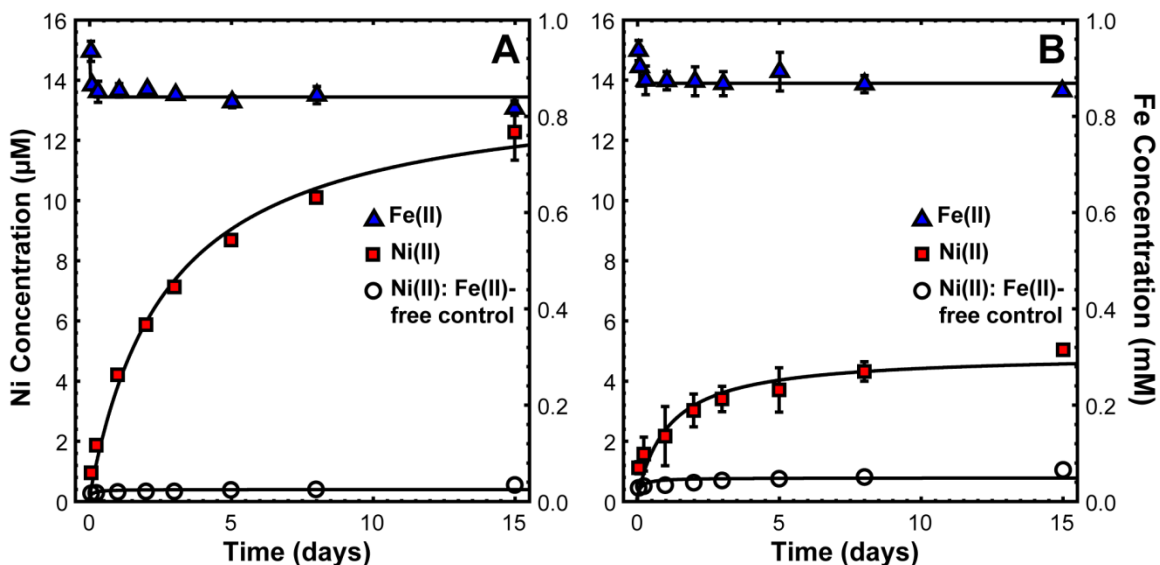 A
B
Ni Concentration (µM)
16
14
12
10
8
6
4
2
0
1.0
0.8
0.6
0.4
0.2
0.0
Fe(II)
Ni(II)
Ni(II): Fe(II)-
free control
0
5
10
15
Time (days)
16
14
12
10
8
6
4
2
0
1.0
0.8
0.6
0.4
0.2
0.0
Fe(II)
Ni(II)
Ni(II): Fe(II)-
free control
0
5
10
15
Time (days)
Fe Concentration (mM)